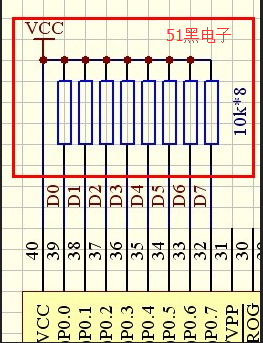 VCC
51黑电子
10k*8
D0 D1 D2 D3 D4 D5 D6 D7
40 39 38 37 36 35 34 33 32 31 30
VCC P0.0 P0.1 P0.2 P0.3 P0.4 P0.5 P0.6 P0.7 VPP ROG